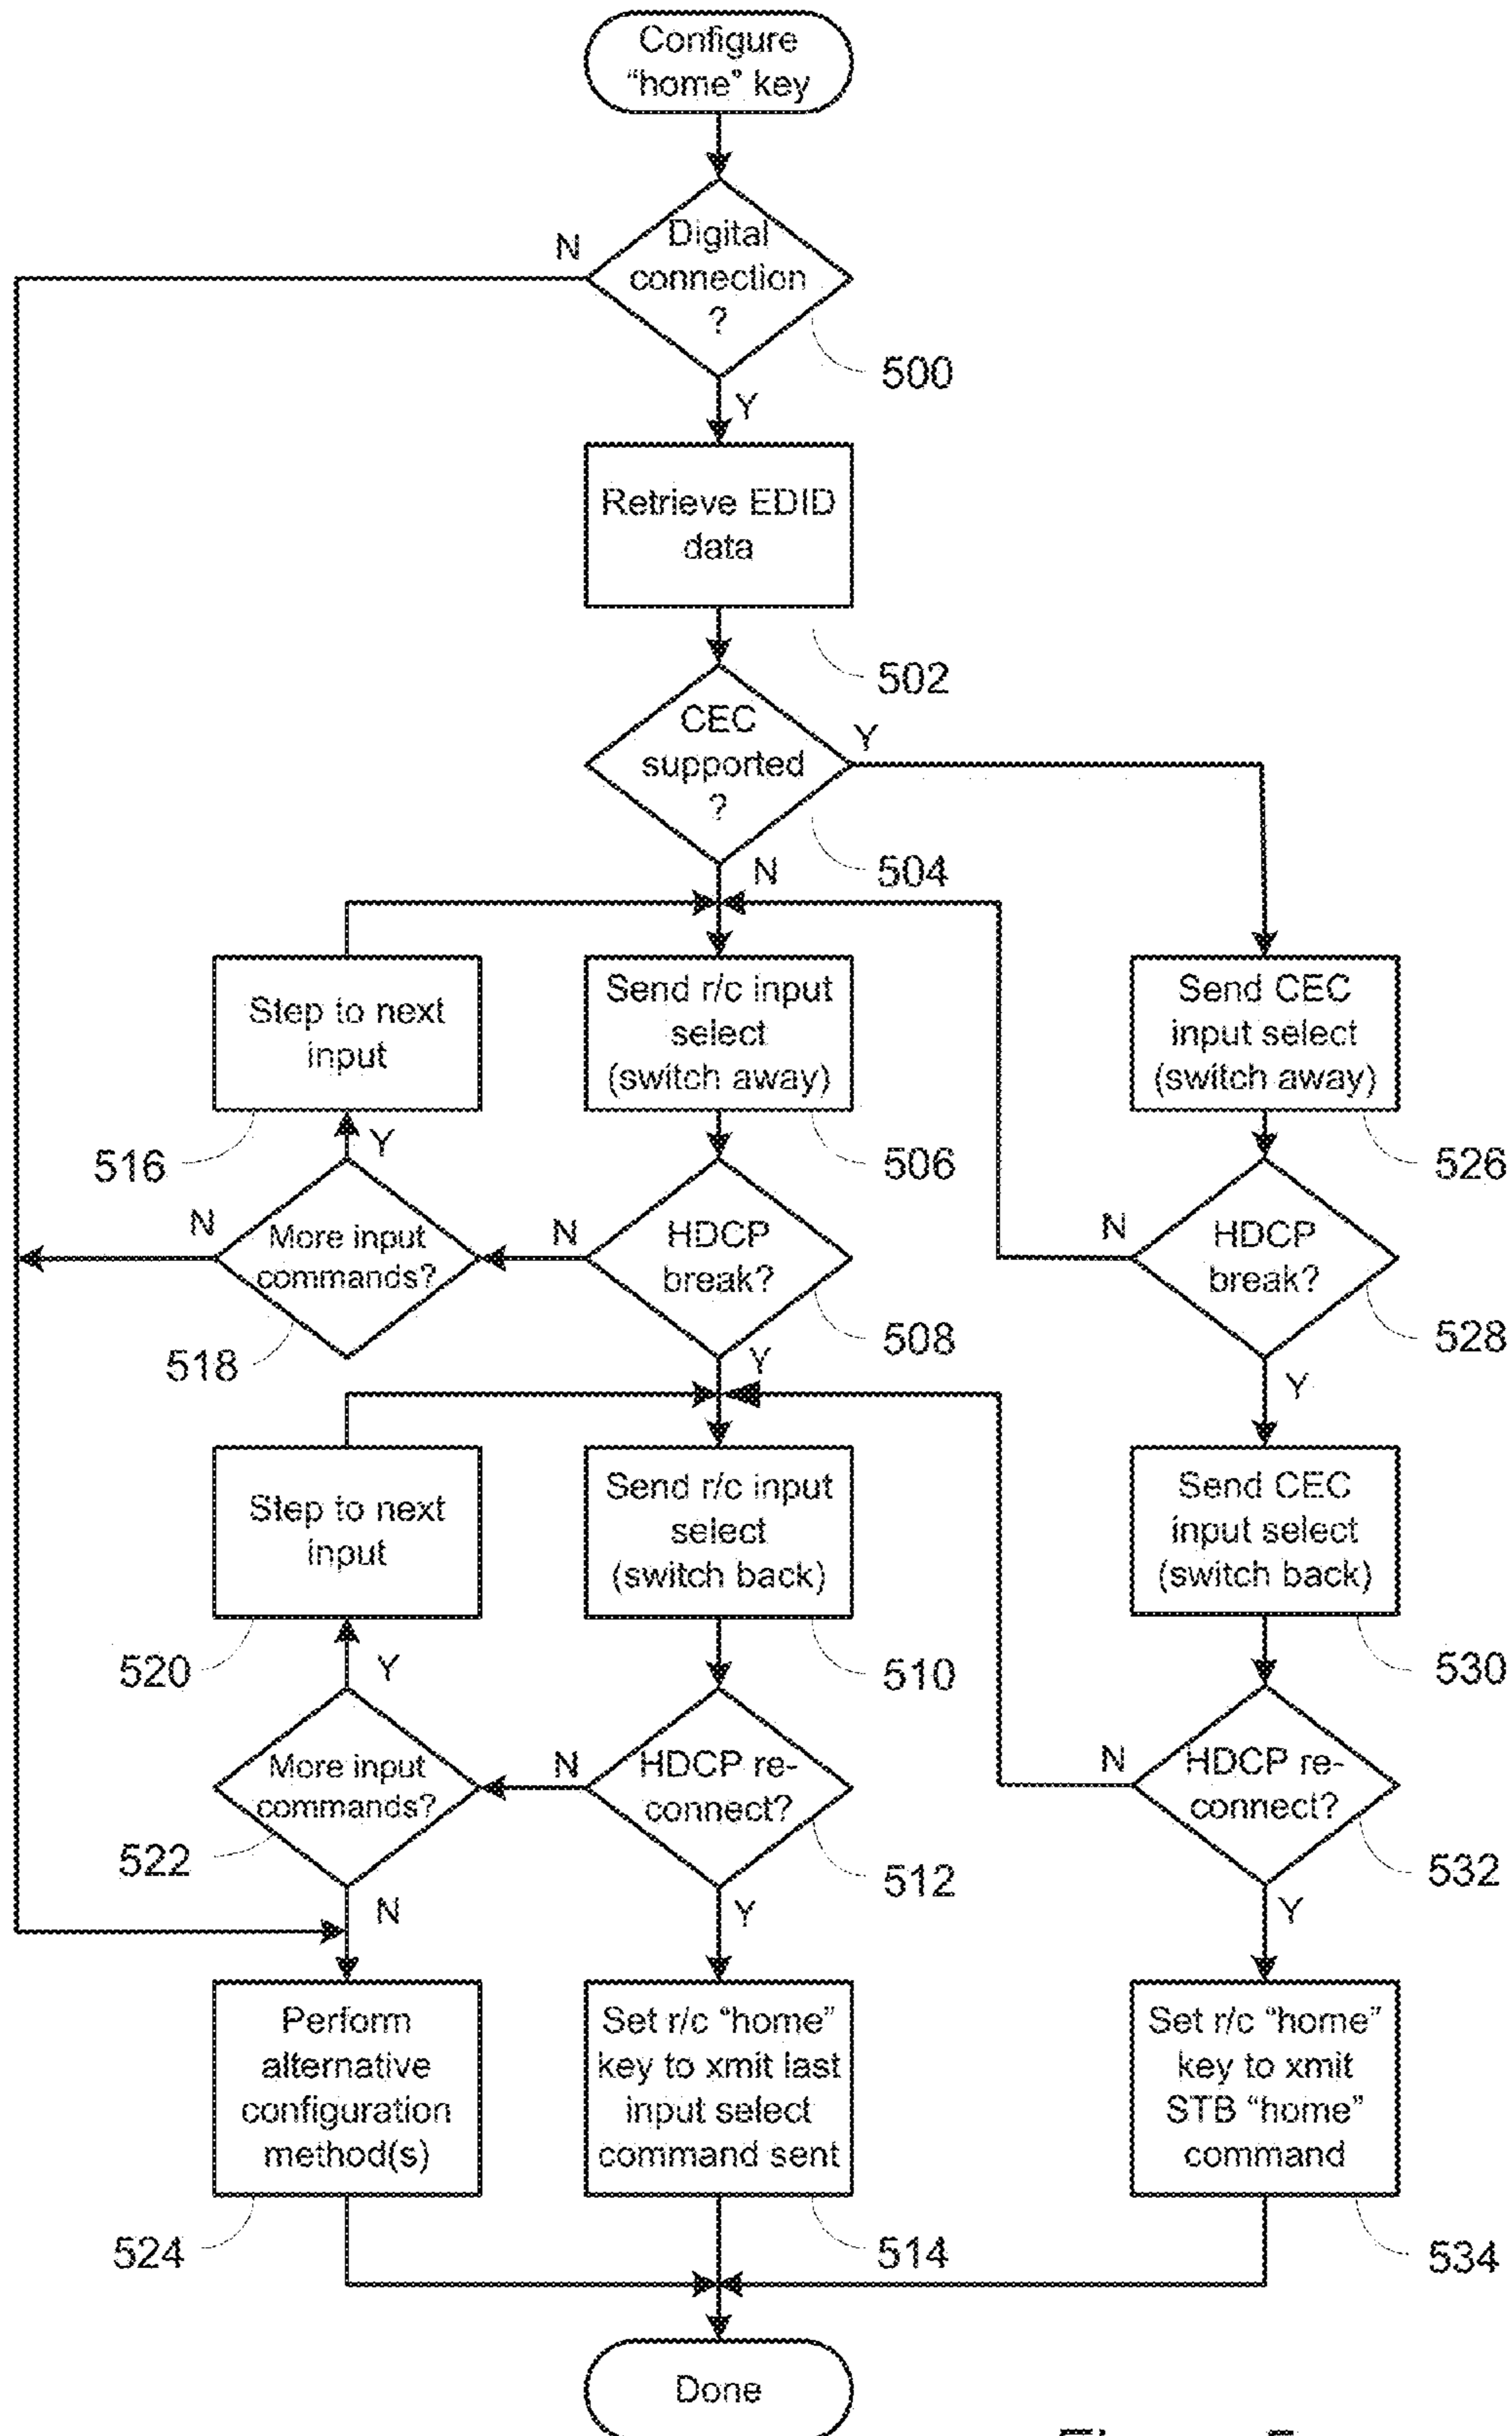 Configure
“home” key
Digital
connection
?
N
500
Y
Retrieve EDID
data
502
CEC
supported
?
Y
504
N
Step to next
input
Send r/c input
select
(switch away)
Send CEC
input select
(switch away)
516
Y
506
526
More input
commands?
N
N
HDCP
break?
N
HDCP
break?
518
508
528
Y
Y
Step to next
input
Send r/c input
select
(switch back)
Send CEC
input select
(switch back)
520
Y
510
530
More input
commands?
N
HDCP re-
connect?
N
HDCP re-
connect?
522
512
532
N
Y
Y
Perform
alternative
configuration
method(s)
Set r/c “home”
key to xmit last
input select
command sent
Set r/c “home”
key to xmit
STB “home”
command
524
514
534
Done